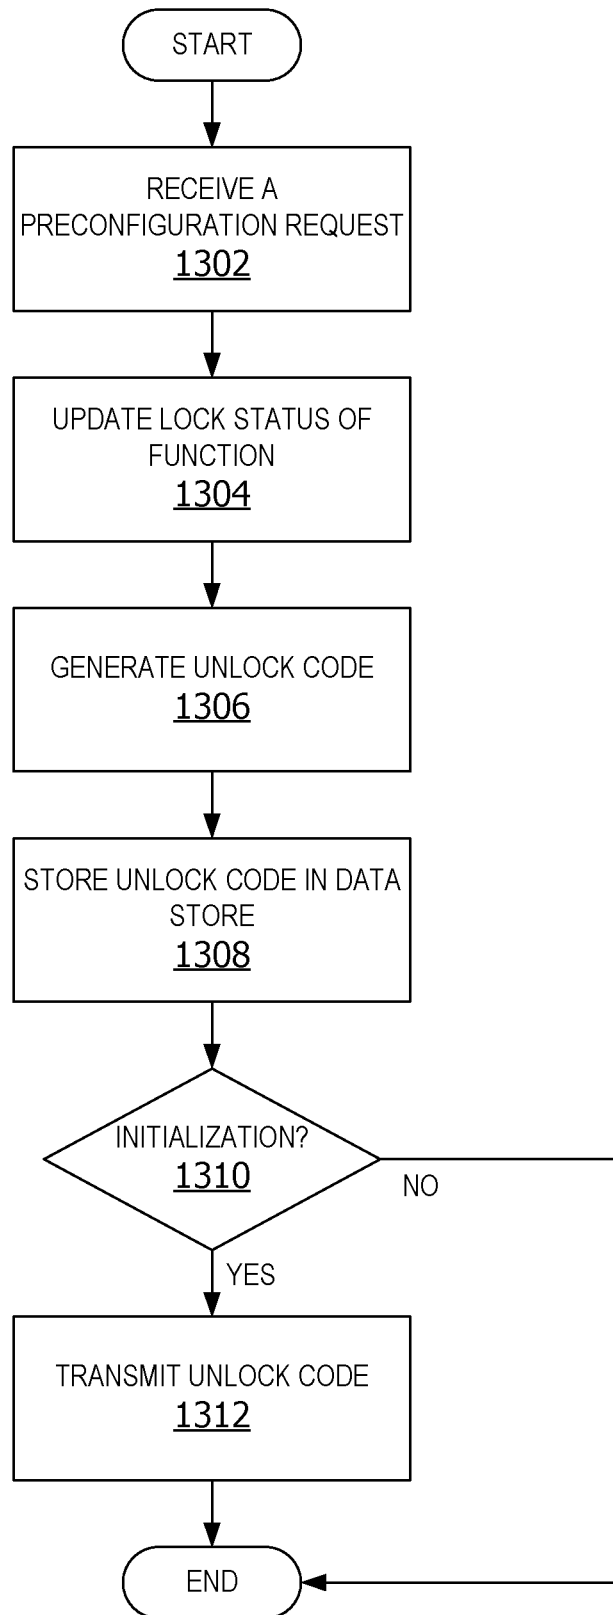 START
RECEIVE A
PRECONFIGURATION REQUEST
1302
UPDATE LOCK STATUS OF
FUNCTION
1304
GENERATE UNLOCK CODE
1306
STORE UNLOCK CODE IN DATA
STORE
1308
INITIALIZATION?
1310
NO
YES
TRANSMIT UNLOCK CODE
1312
END